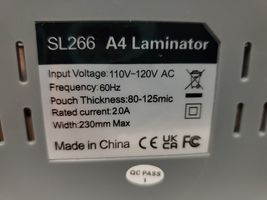 SL266 A4 Laminator
Input Voltage:110V-120V AC
Frequency:60Hz
Pouch Thickness:80-125mic
Rated current:2.0A
Width:230mm Max
Made in China CE UK CA FC
QC PASS
1